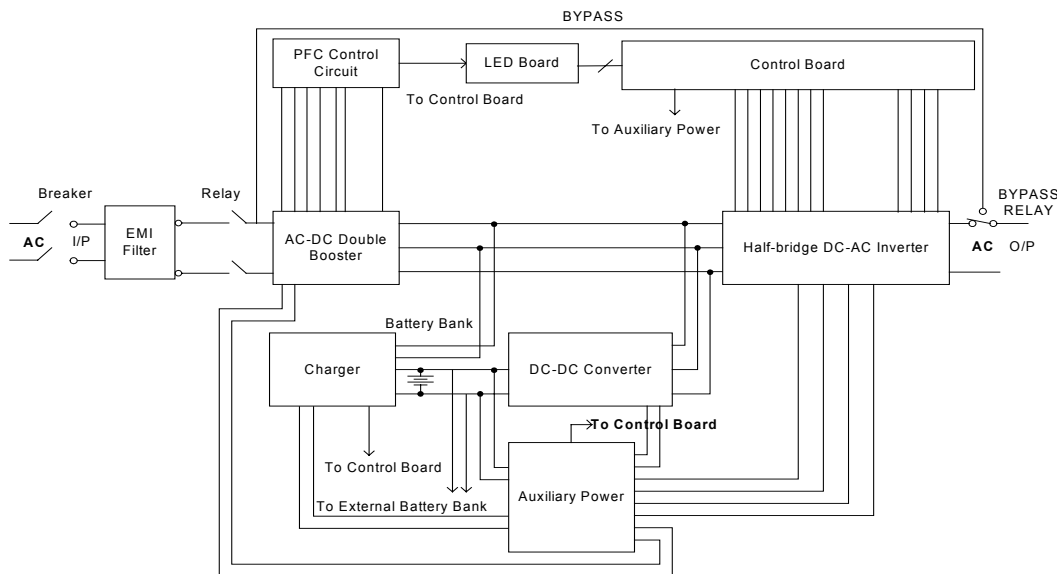 BYPASS
PFC Control
Circuit
LED Board
Control Board
To Control Board
To Auxiliary Power
Breaker
Relay
BYPASS
RELAY
AC
I/P
EMI
Filter
AC-DC Double
Booster
Half-bridge DC-AC Inverter
AC
O/P
Battery Bank
Charger
DC-DC Converter
To Control Board
To Control Board
To External Battery Bank
Auxiliary Power